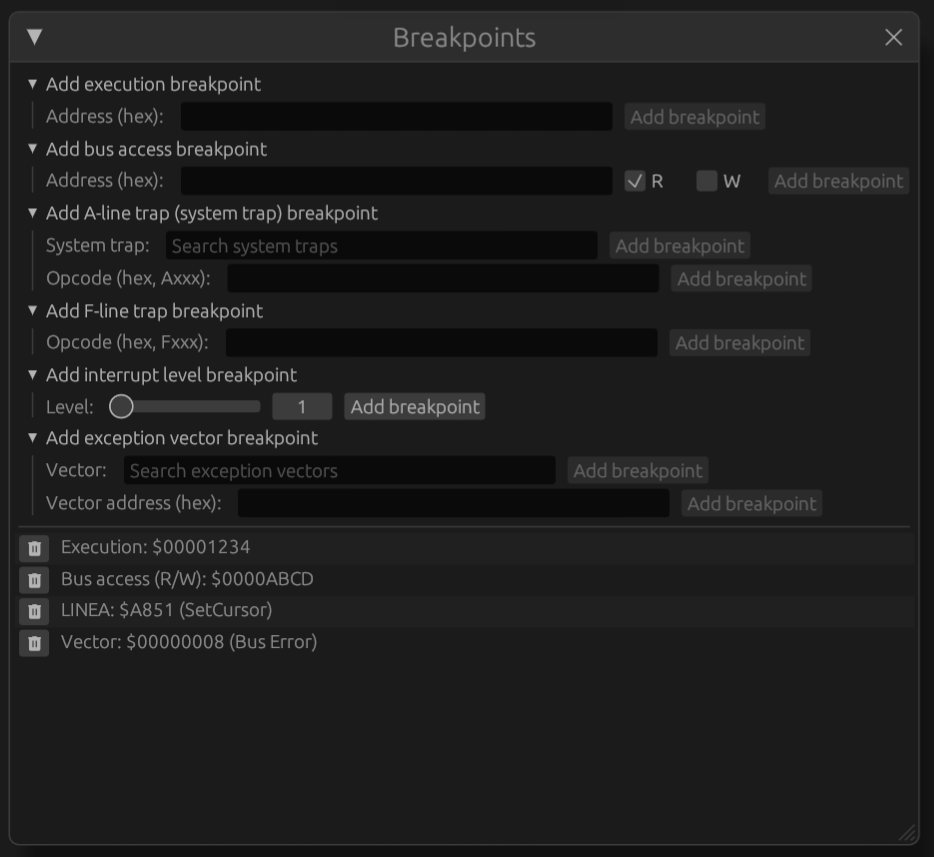 Breakpoints
Add execution breakpoint
Address (hex): Add breakpoint
Add bus access breakpoint
Address (hex): R W Add breakpoint
Add A-line trap (system trap) breakpoint
System trap: Search system traps Add breakpoint
Opcode (hex, Axxx): Add breakpoint
Add F-line trap breakpoint
Opcode (hex, Fxxx): Add breakpoint
Add interrupt level breakpoint
Level: 1 Add breakpoint
Add exception vector breakpoint
Vector: Search exception vectors Add breakpoint
Vector address (hex): Add breakpoint
Execution: $00001234
Bus access (R/W): $0000ABCD
LINEA: $A851 (SetCursor)
Vector: $00000008 (Bus Error)